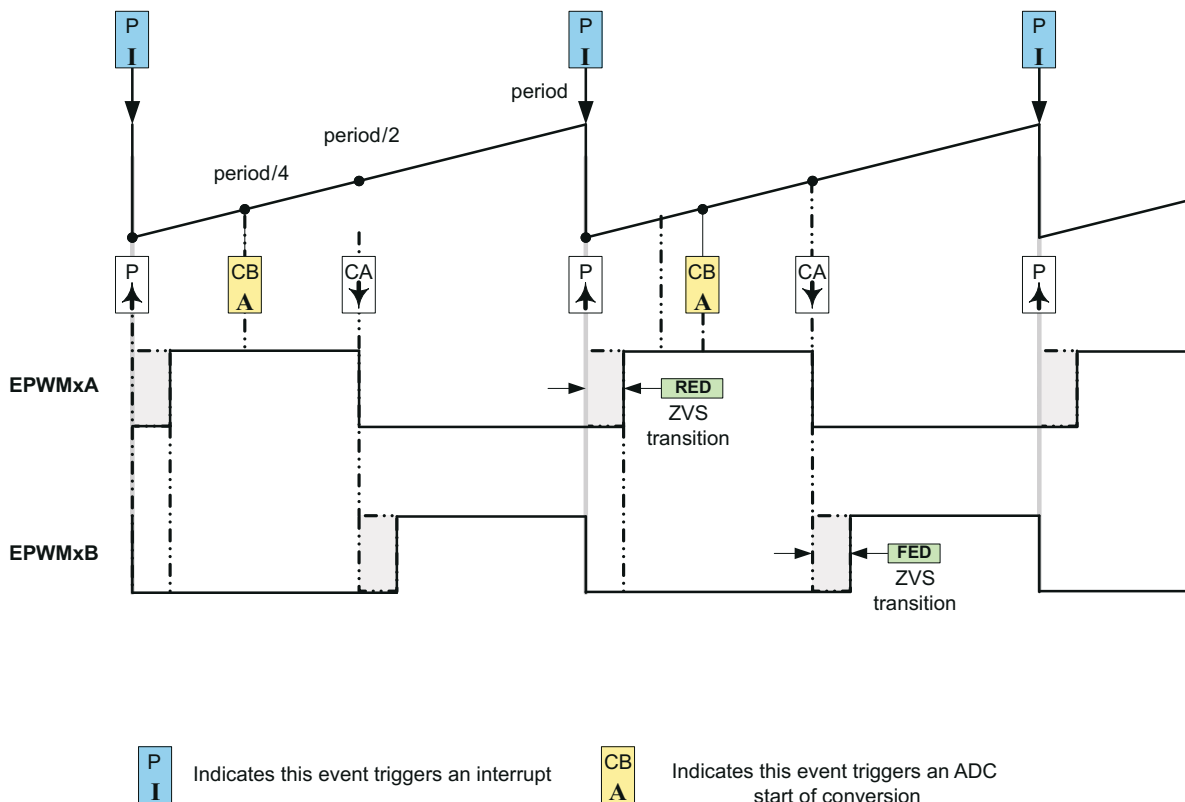 P P P
I I I
period
period/2
period/4
P CB CA P CB CA P
A A
EPWMxA
RED
ZVS
transition
EPWMxB
FED
ZVS
transition
P
I
Indicates this event triggers an interrupt
CB
A
Indicates this event triggers an ADC
start of conversion